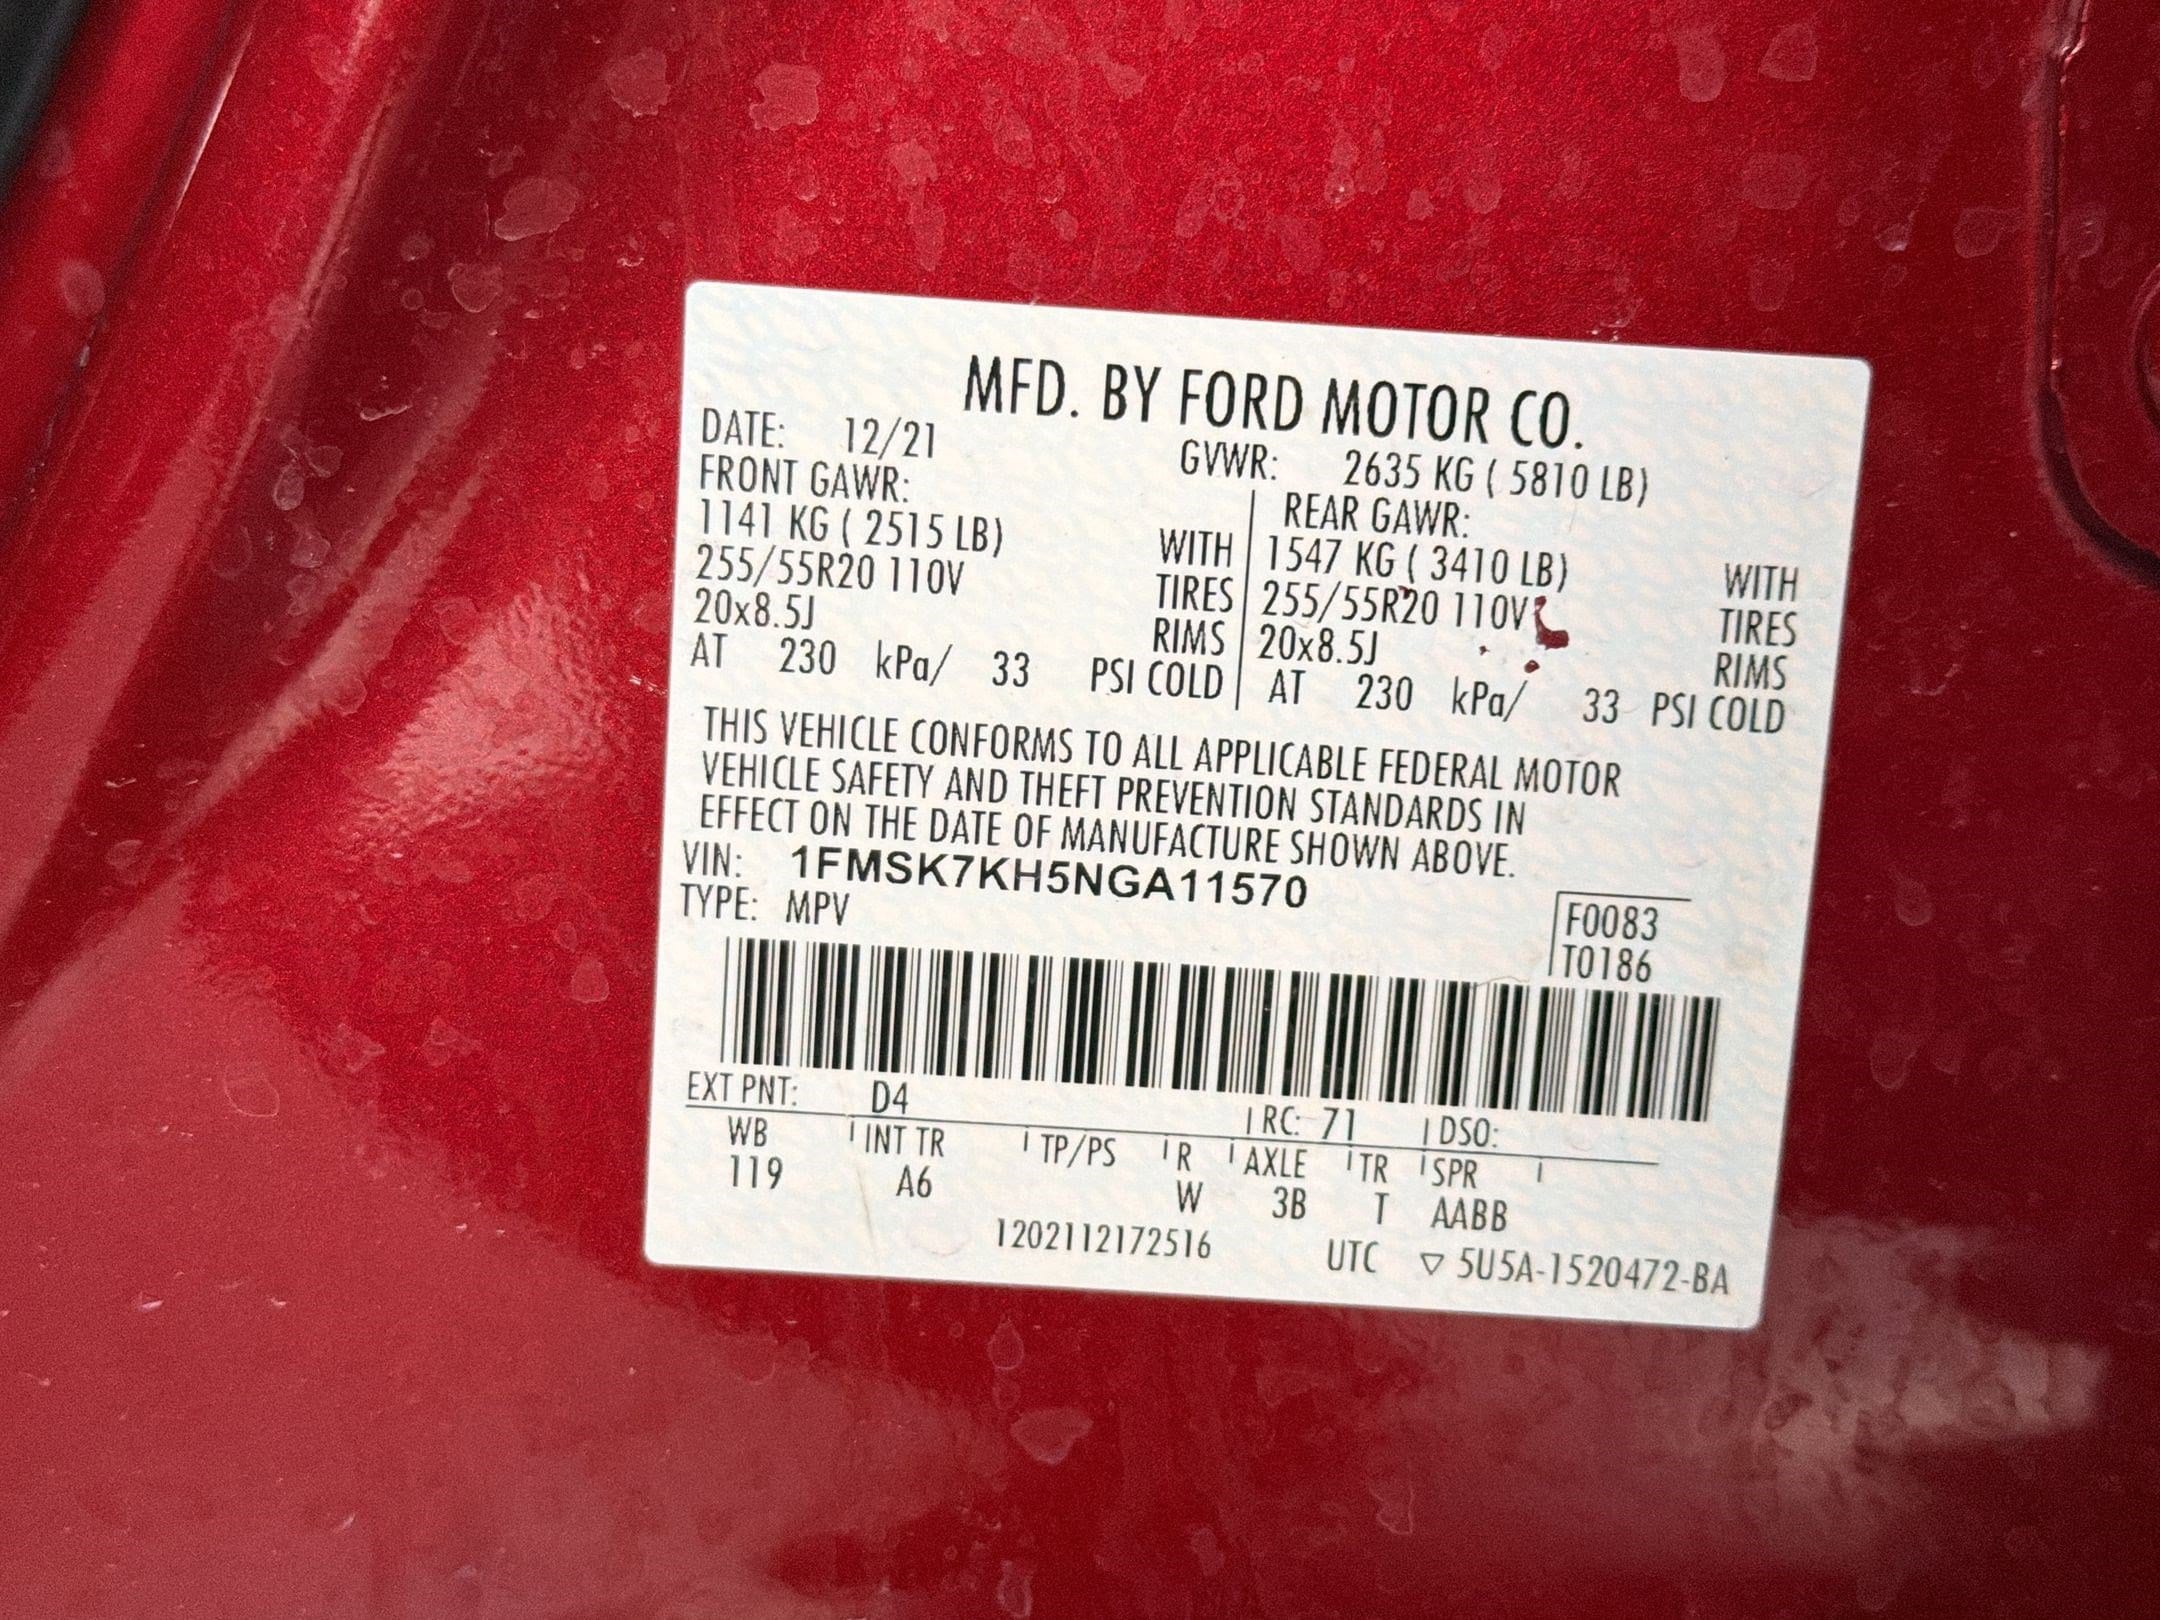 MFD. BY FORD MOTOR CO.
DATE: 12/21 GVWR: 2635 KG ( 5810 LB)
FRONT GAWR: REAR GAWR:
1141 KG ( 2515 LB) WITH 1547 KG ( 3410 LB) WITH
255/55R20 110V TIRES 255/55R20 110V TIRES
20x8.5J RIMS 20x8.5J RIMS
AT 230 kPa/ 33 PSI COLD AT 230 kPa/ 33 PSI COLD
THIS VEHICLE CONFORMS TO ALL APPLICABLE FEDERAL MOTOR
VEHICLE SAFETY AND THEFT PREVENTION STANDARDS IN
EFFECT ON THE DATE OF MANUFACTURE SHOWN ABOVE.
VIN: 1FMSK7KH5NGA11570
TYPE: MPV
F0083
T0186
EXT PNT: D4 RC: 71 DSO:
WB INT TR TP/PS R AXLE TR SPR
119 A6 W 3B T AABB
1202112172516 UTC ▽ 5U5A-1520472-BA